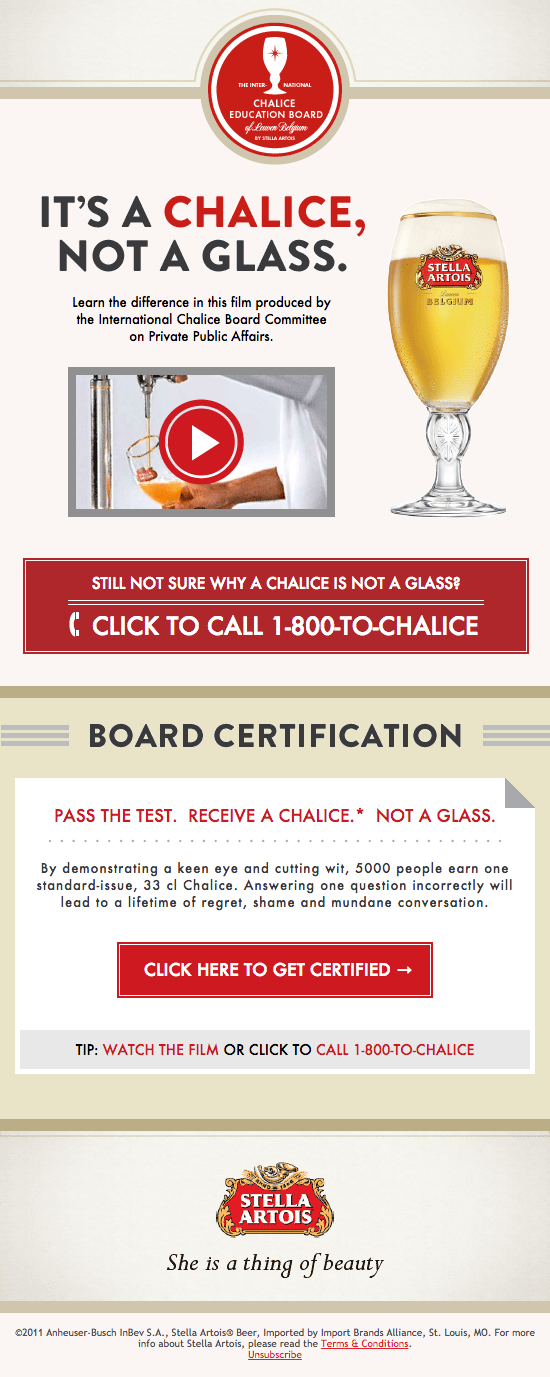 THE INTER- NATIONAL
CHALICE
EDUCATION BOARD
of Leuven Belgium
BY STELLA ARTOIS
IT'S A CHALICE,
NOT A GLASS.
STELLA
ARTOIS
Leuven
BELGIUM
Learn the difference in this film produced by
the International Chalice Board Committee
on Private Public Affairs.
STILL NOT SURE WHY A CHALICE IS NOT A GLASS?
CLICK TO CALL 1-800-TO-CHALICE
BOARD CERTIFICATION
PASS THE TEST. RECEIVE A CHALICE.* NOT A GLASS.
By demonstrating a keen eye and cutting wit, 5000 people earn one
standard-issue, 33 cl Chalice. Answering one question incorrectly will
lead to a lifetime of regret, shame and mundane conversation.
CLICK HERE TO GET CERTIFIED →
TIP: WATCH THE FILM OR CLICK TO CALL 1-800-TO-CHALICE
STELLA
ARTOIS
She is a thing of beauty
©2011 Anheuser-Busch InBev S.A., Stella Artois® Beer, Imported by Import Brands Alliance, St. Louis, MO. For more
info about Stella Artois, please read the Terms & Conditions.
Unsubscribe